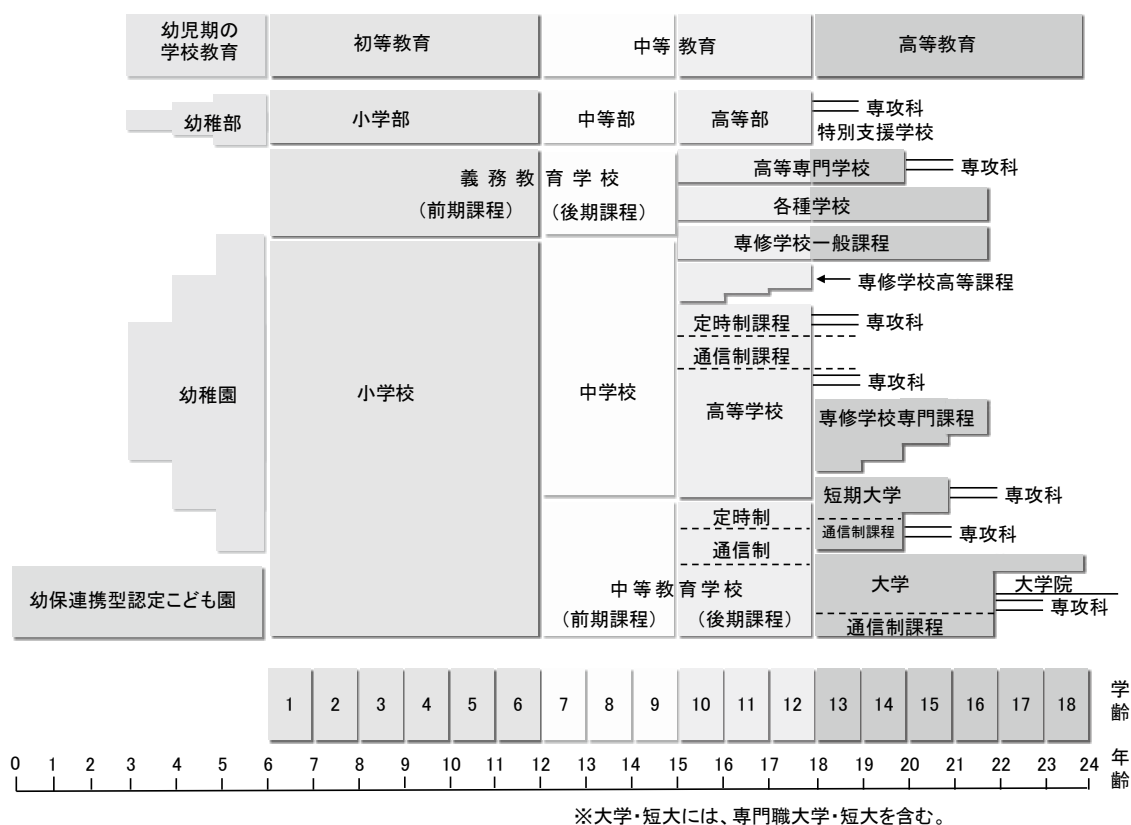 幼児期の
学校教育
初等教育
中等教育
高等教育
幼稚部
小学部
中等部
高等部
専攻科
特別支援学校
義務教育学校
(前期課程)
(後期課程)
高等専門学校
専攻科
各種学校
専修学校一般課程
専修学校高等課程
定時制課程
専攻科
通信制課程
専攻科
幼稚園
小学校
中学校
高等学校
専修学校専門課程
短期大学
専攻科
通信制課程
専攻科
定時制
通信制
幼保連携型認定こども園
中等教育学校
(前期課程)
(後期課程)
大学
大学院
専攻科
通信制課程
1 2 3 4 5 6 7 8 9 10 11 12 13 14 15 16 17 18
学齢
0 1 2 3 4 5 6 7 8 9 10 11 12 13 14 15 16 17 18 19 20 21 22 23 24
年齢
※大学・短大には、専門職大学・短大を含む。